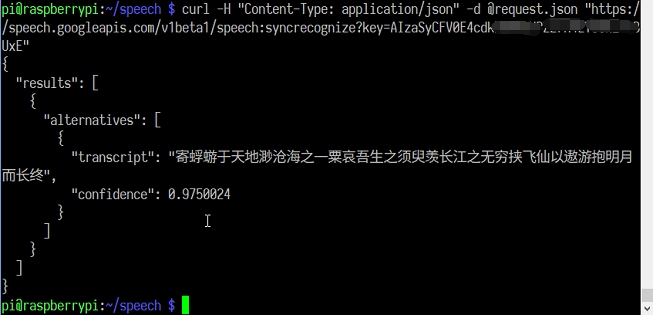 pi@raspberrypi:~/speech $ curl -H "Content-Type: application/json" -d @request.json "https:/
/speech.googleapis.com/v1beta1/speech:syncrecognize?key=AIzaSyCFV0E4cdk
UxE"
{
"results": [
{
"alternatives": [
{
"transcript": "寄蜉蝣于天地渺沧海之一粟哀吾生之须臾羡长江之无穷挟飞仙以遨游抱明月
而长终",
"confidence": 0.9750024
}
]
}
]
}
pi@raspberrypi:~/speech $